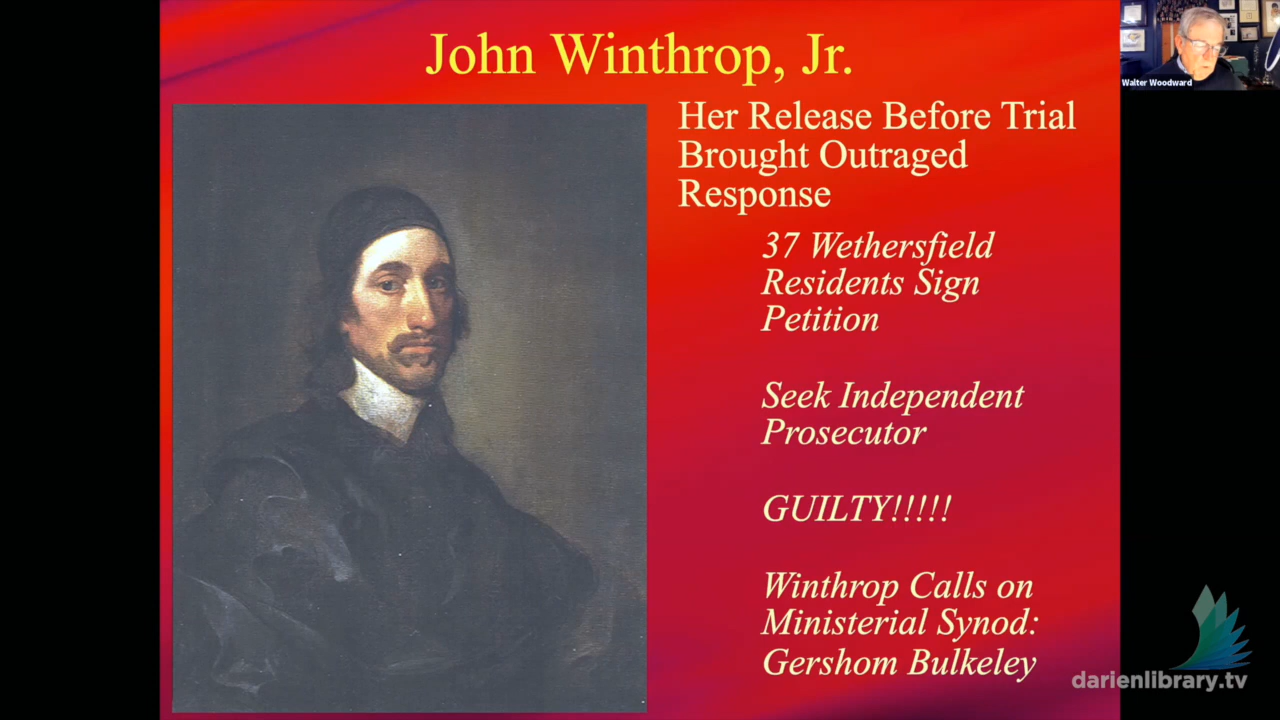 John Winthrop, Jr.
Her Release Before Trial
Brought Outraged
Response
37 Wethersfield
Residents Sign
Petition
Seek Independent
Prosecutor
GUILTY!!!!!
Winthrop Calls on
Ministerial Synod:
Gershom Bulkeley
Walter Woodward
darienlibrary.tv